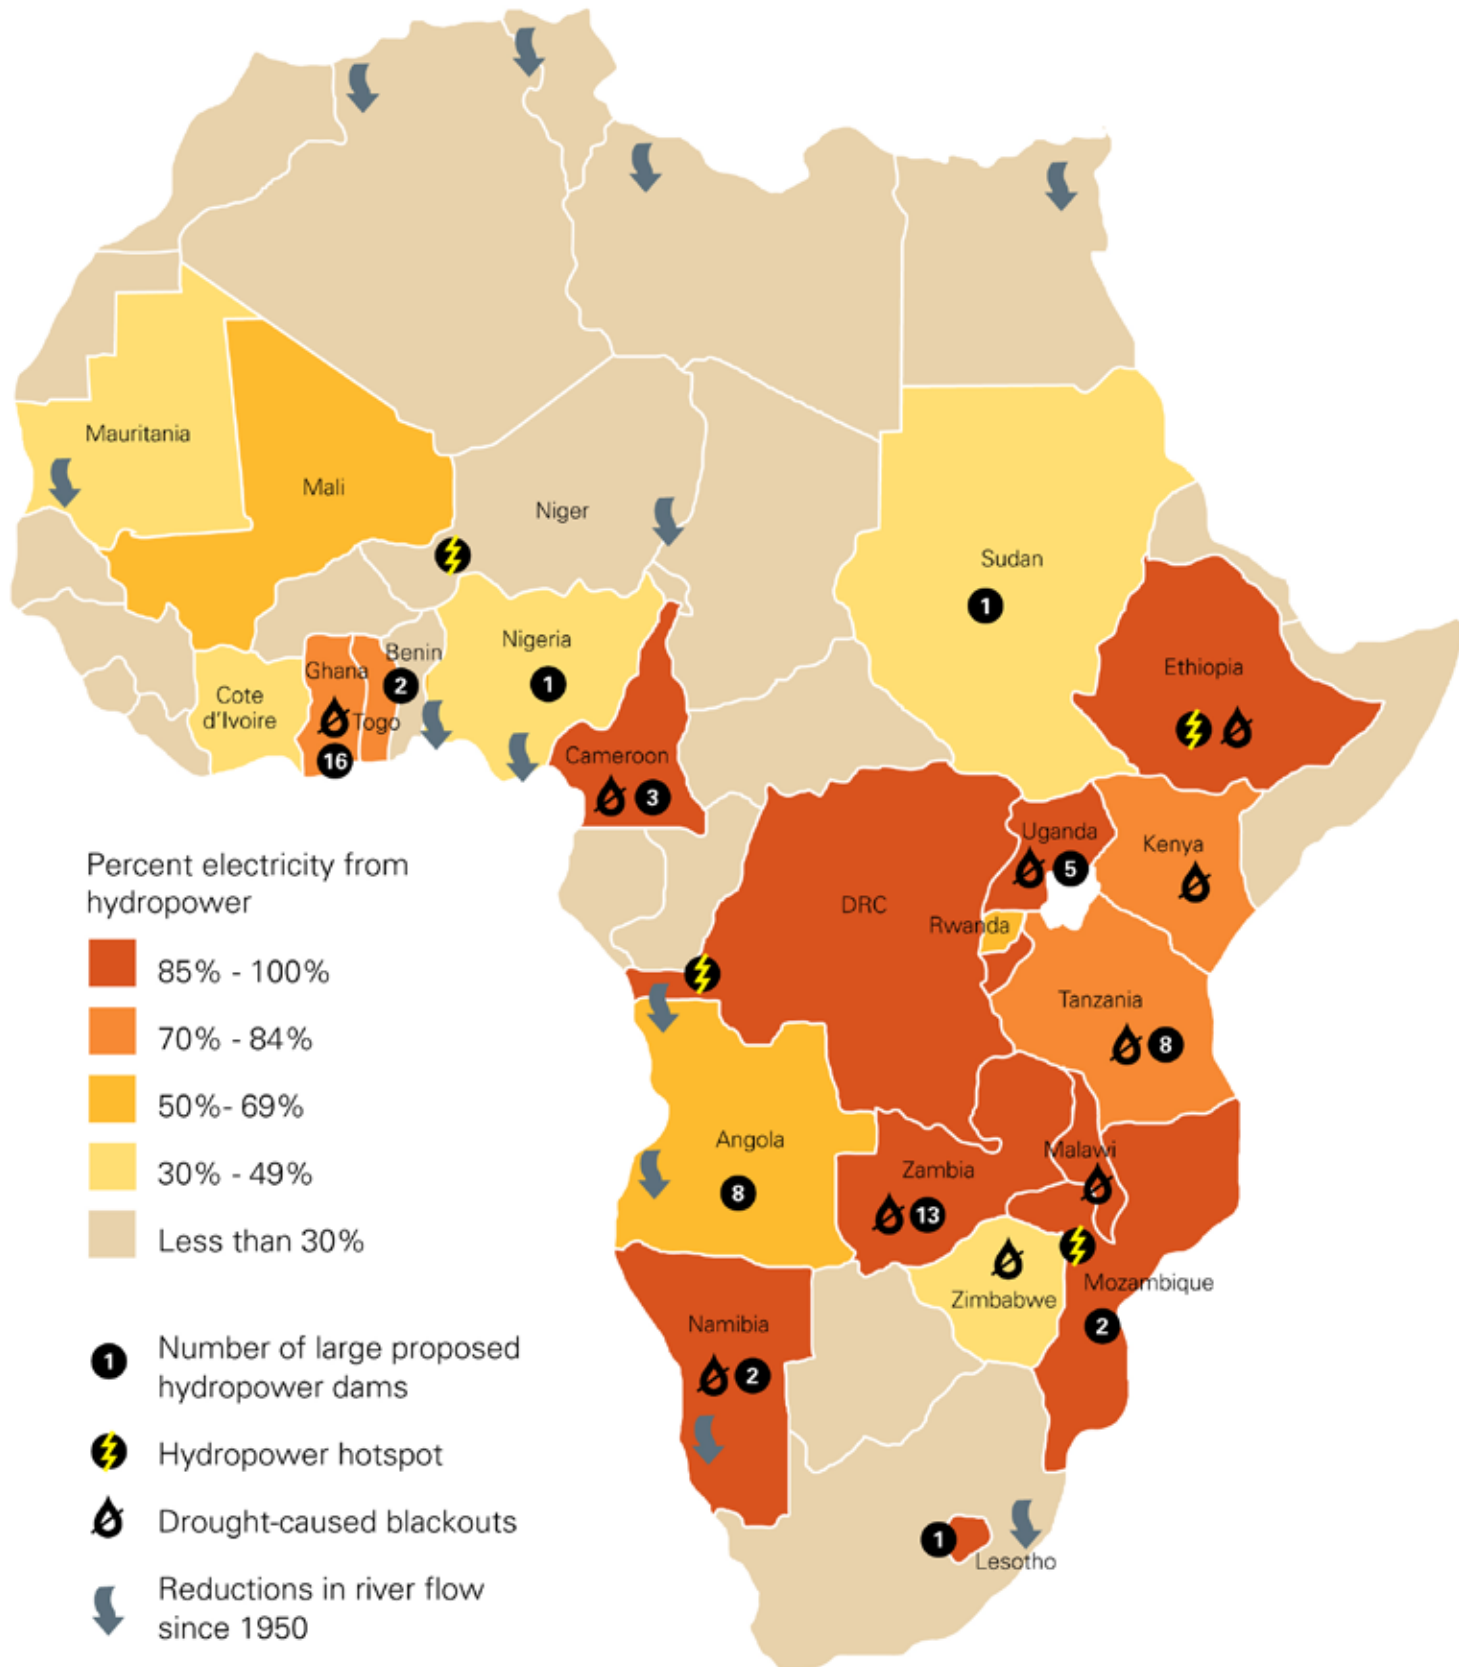 Mauritania
Mali
Niger
Sudan
1
Nigeria
1
Benin
2
Ghana
Togo
16
Cote
d'Ivoire
Ethiopia
Cameroon
3
Uganda
5
Kenya
DRC
Rwanda
Tanzania
8
Angola
8
Malawi
Zambia
13
Zimbabwe
Mozambique
2
Namibia
2
1
Lesotho
Percent electricity from
hydropower
85% - 100%
70% - 84%
50%- 69%
30% - 49%
Less than 30%
1
Number of large proposed
hydropower dams
Hydropower hotspot
Drought-caused blackouts
Reductions in river flow
since 1950